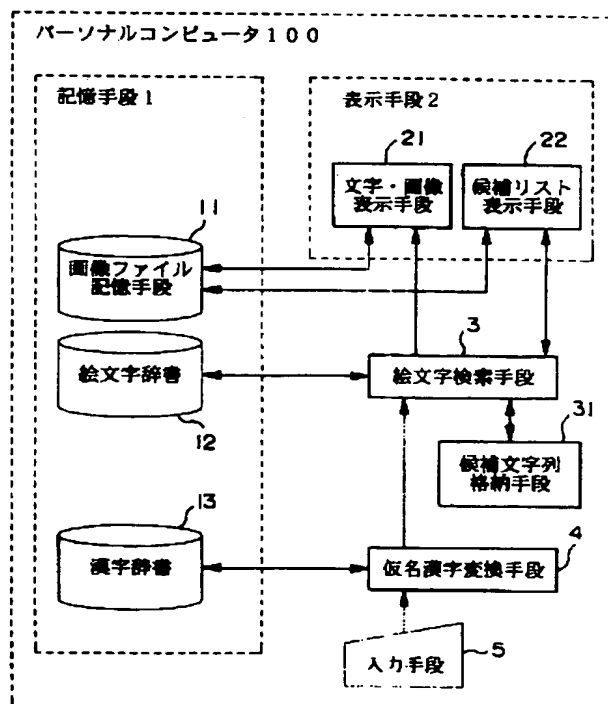 パーソナルコンピュータ100
記憶手段1
表示手段2
21
22
文字・画像
表示手段
候補リスト
表示手段
11
画像ファイル
記憶手段
3
絵文字辞書
絵文字検索手段
12
31
候補文字列
格納手段
13
4
漢字辞書
仮名漢字変換手段
入力手段
5